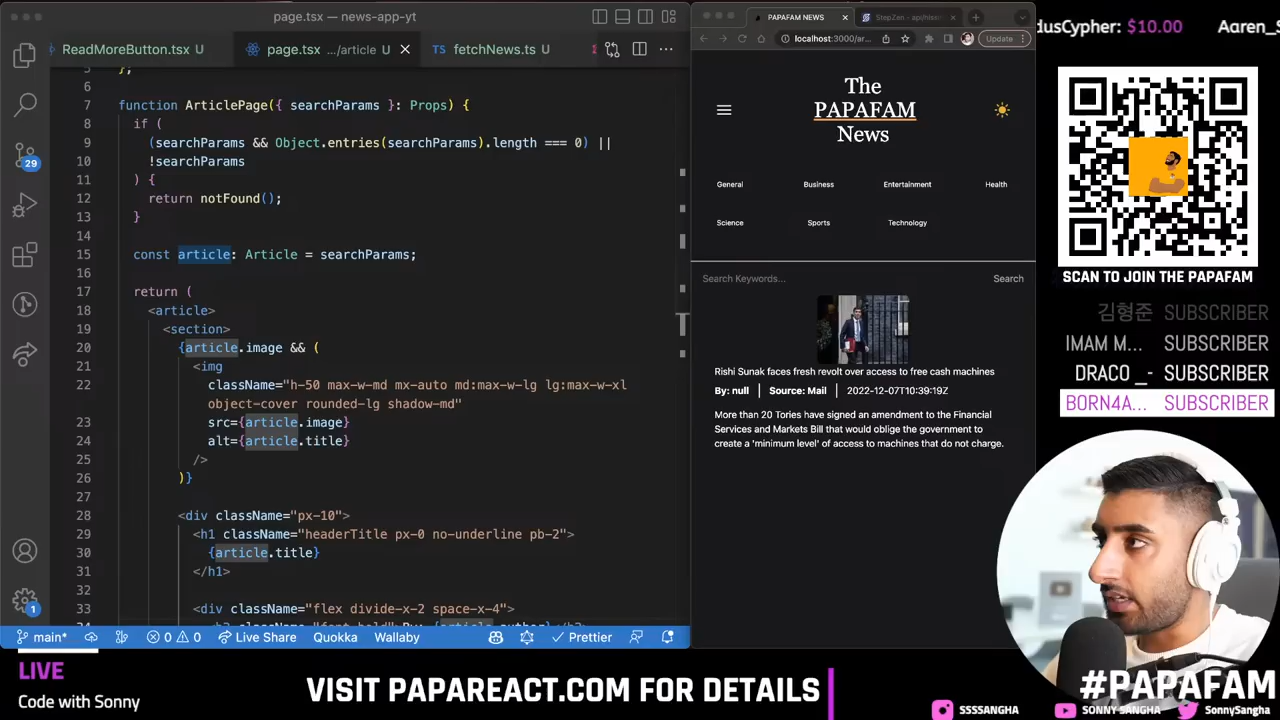 page.tsx — news-app-yt
ReadMoreButton.tsx U
page.tsx .../article U
TS fetchNews.ts U
6
7 function ArticlePage({ searchParams }: Props) {
8 if (
9 (searchParams && Object.entries(searchParams).length === 0) ||
10 !searchParams
11 ) {
12 return notFound();
13 }
14
15 const article: Article = searchParams;
16
17 return (
18 <article>
19 <section>
20 {article.image && (
21 <img
22 className="h-50 max-w-md mx-auto md:max-w-lg lg:max-w-xl
object-cover rounded-lg shadow-md"
23 src={article.image}
24 alt={article.title}
25 />
26 )}
27
28 <div className="px-10">
29 <h1 className="headerTitle px-0 no-underline pb-2">
30 {article.title}
31 </h1>
32
33 <div className="flex divide-x-2 space-x-4">
29
1
main*
0 0
Live Share
Quokka
Wallaby
Prettier
PAPAFAM NEWS
localhost:3000/ar...
Update
The
PAPAFAM
News
General Business Entertainment Health
Science Sports Technology
Search Keywords...
Search
Rishi Sunak faces fresh revolt over access to free cash machines
By: null
Source: Mail
2022-12-07T10:39:19Z
More than 20 Tories have signed an amendment to the Financial
Services and Markets Bill that would oblige the government to
create a 'minimum level' of access to machines that do not charge.
dusCypher: $10.00
Aaren_S
SCAN TO JOIN THE PAPAFAM
김형준 SUBSCRIBER
IMAM M... SUBSCRIBER
DRACO _- SUBSCRIBER
BORN4A... SUBSCRIBER
LIVE
Code with Sonny
VISIT PAPAREACT.COM FOR DETAILS
#PAPAFAM
SSSSANGHA
SONNY SANGHA
SonnySangha